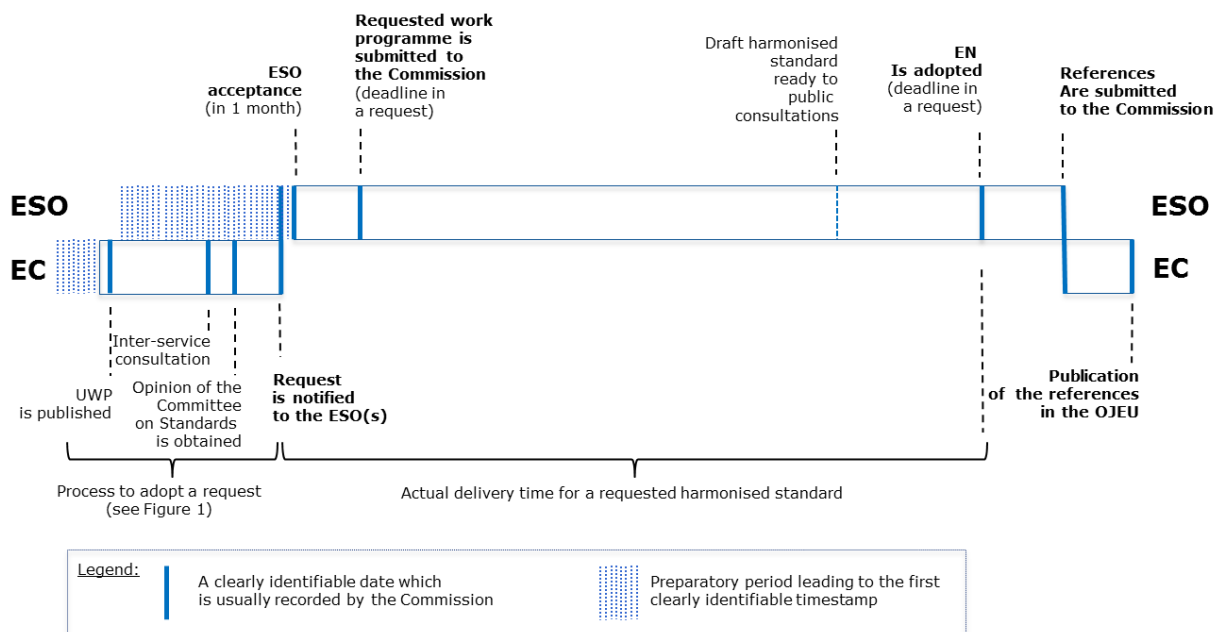 Requested work
programme is
submitted to
the Commission
(deadline in
a request)
ESO
acceptance
(in 1 month)
Draft harmonised
standard
ready to
public
consultations
EN
Is adopted
(deadline in
a request)
References
Are submitted
to the Commission
ESO
ESO
EC
EC
Inter-service
consultation
UWP
is published
Opinion of the
Committee
on Standards
is obtained
Request
is notified
to the ESO(s)
Publication
of the references
in the OJEU
Process to adopt a request
(see Figure 1)
Actual delivery time for a requested harmonised standard
Legend:
A clearly identifiable date which
is usually recorded by the Commission
Preparatory period leading to the first
clearly identifiable timestamp